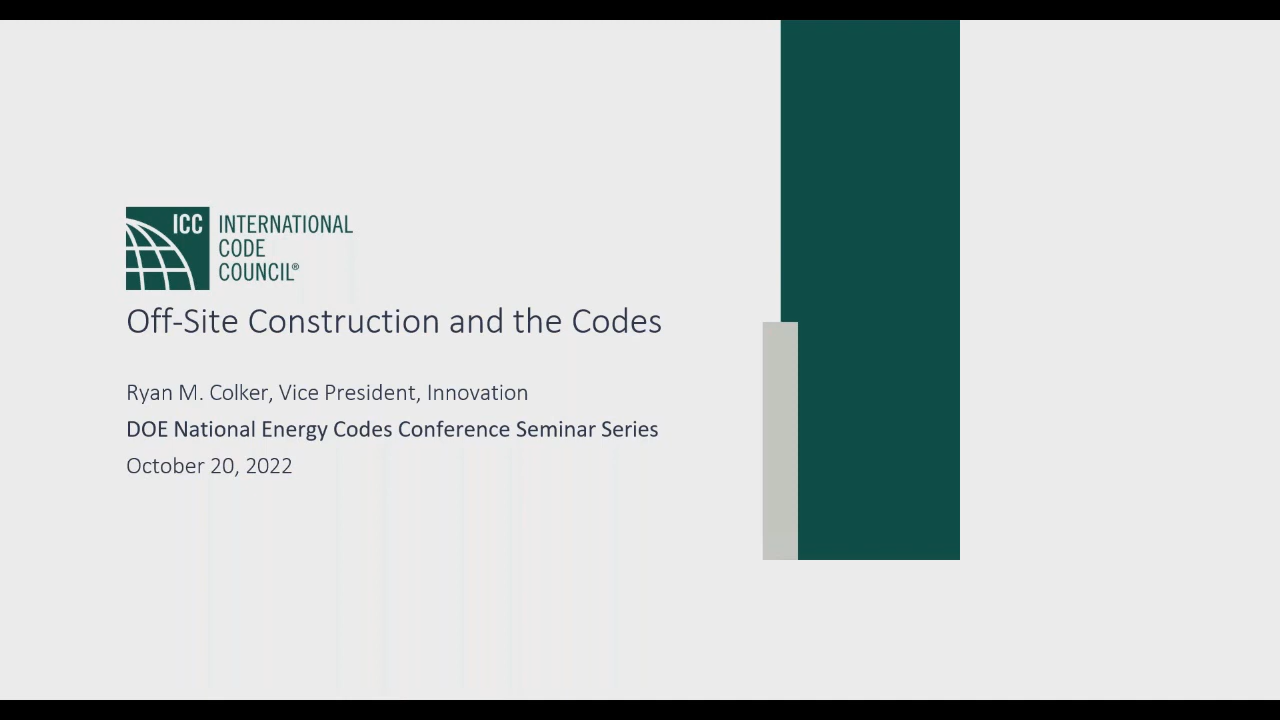 ICC INTERNATIONAL
CODE
COUNCIL®
Off-Site Construction and the Codes
Ryan M. Colker, Vice President, Innovation
DOE National Energy Codes Conference Seminar Series
October 20, 2022